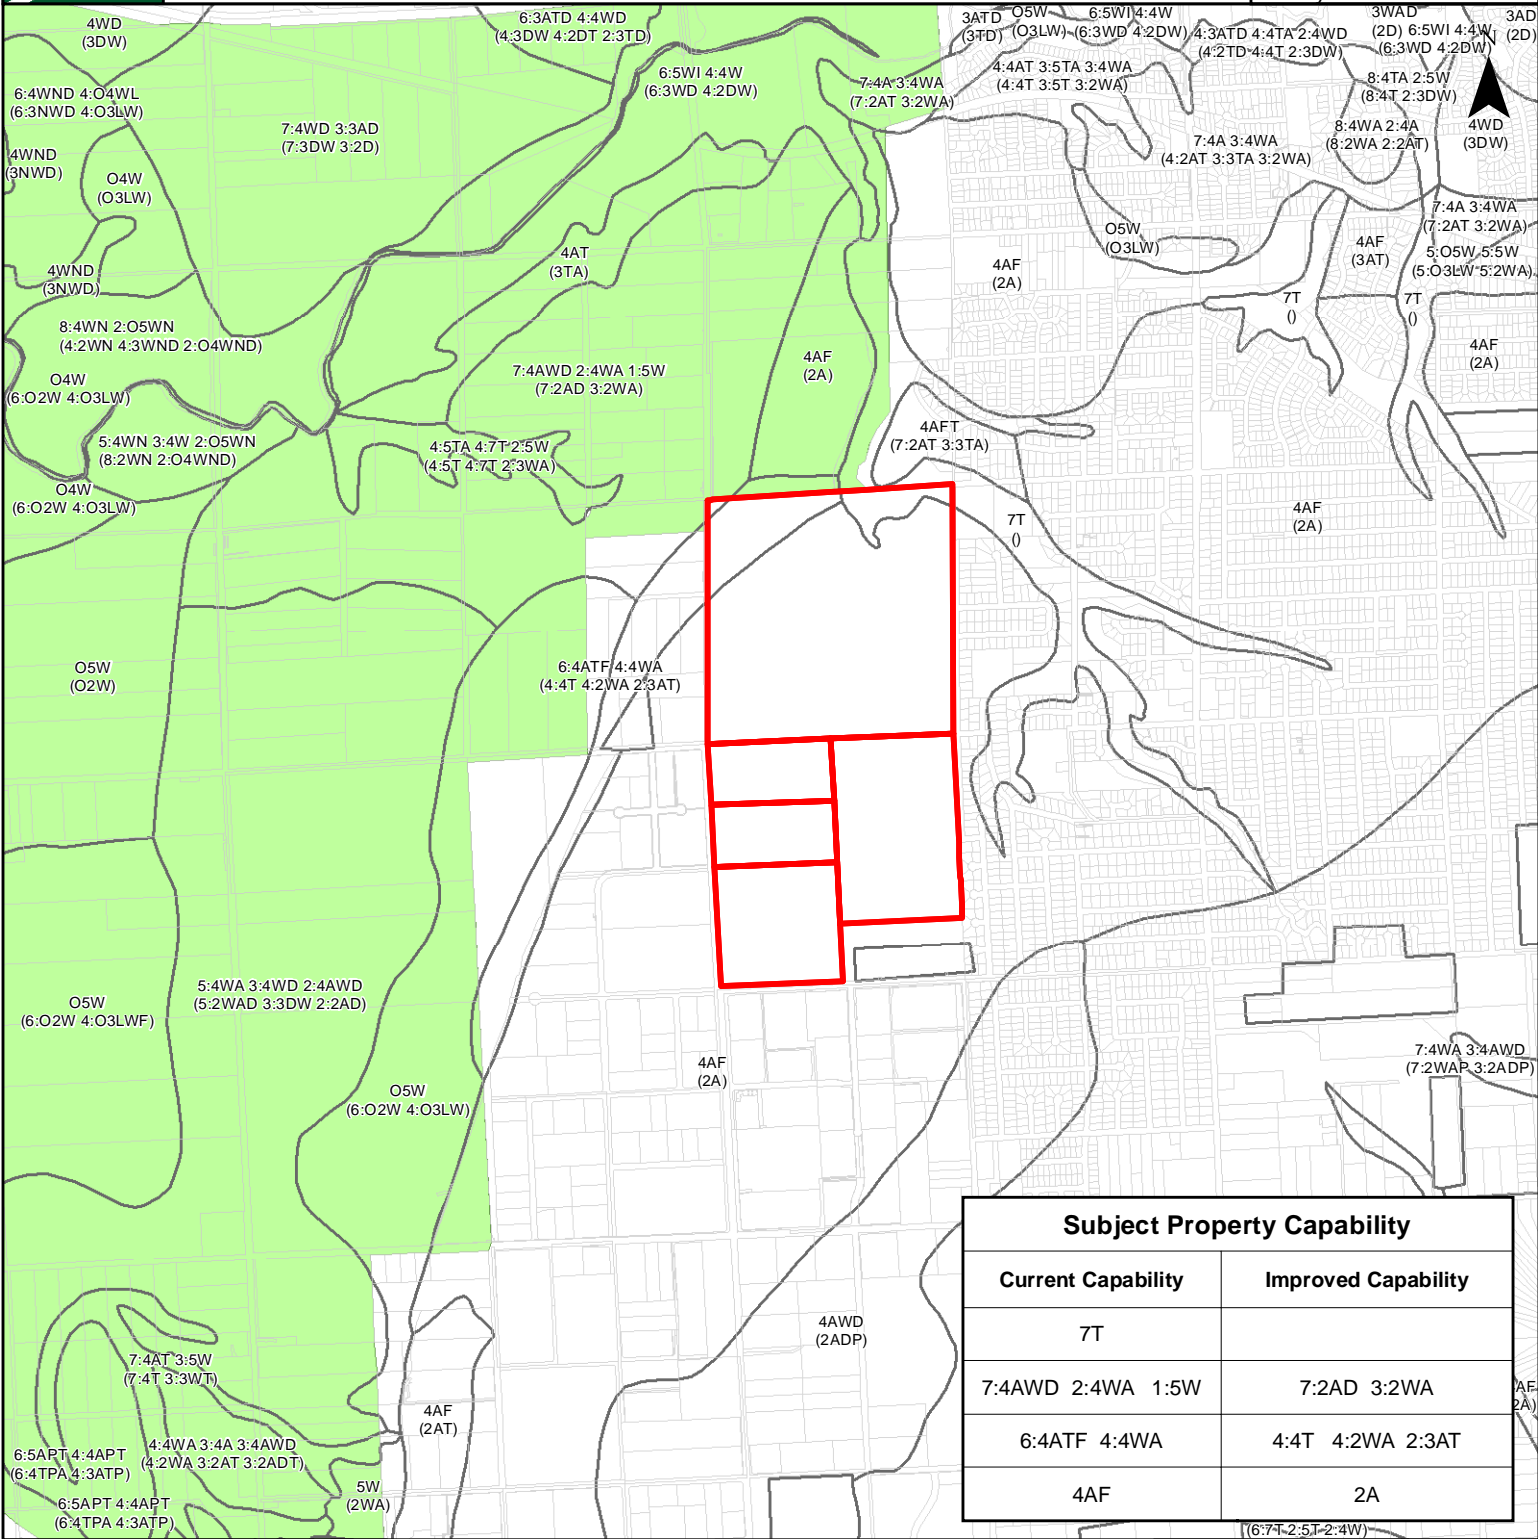 4WD
(3DW)
6:3ATD 4:4WD
(4:3DW 4:2DT 2:3TD)
3ATD
(3TD)
O5W
(O3LW)
6:5WI 4:4W
(6:3WD 4:2DW)
4:3ATD 4:4TA 2:4WD
(4:2TD 4:4T 2:3DW)
3WAD
(2D)
6:5WI 4:4W
(6:3WD 4:2DW)
3AD
(2D)
N
6:4WND 4:O4WL
(6:3NWD 4:O3LW)
7:4WD 3:3AD
(7:3DW 3:2D)
6:5WI 4:4W
(6:3WD 4:2DW)
7:4A 3:4WA
(7:2AT 3:2WA)
4:4AT 3:5TA 3:4WA
(4:4T 3:5T 3:2WA)
8:4TA 2:5W
(8:4T 2:3DW)
4WND
(3NWD)
O4W
(O3LW)
7:4A 3:4WA
(4:2AT 3:3TA 3:2WA)
8:4WA 2:4A
(8:2WA 2:2AT)
4WD
(3DW)
4WND
(3NWD)
4AT
(3TA)
4AF
(2A)
O5W
(O3LW)
4AF
(3AT)
7:4A 3:4WA
(7:2AT 3:2WA)
5:O5W 5:5W
(5:O3LW 5:2WA)
7T
()
7T
()
8:4WN 2:O5WN
(4:2WN 4:3WND 2:O4WND)
4AF
(2A)
O4W
(6:O2W 4:O3LW)
7:4AWD 2:4WA 1:5W
(7:2AD 3:2WA)
4AF
(2A)
5:4WN 3:4W 2:O5WN
(8:2WN 2:O4WND)
4:5TA 4:7T 2:5W
(4:5T 4:7T 2:3WA)
4AFT
(7:2AT 3:3TA)
O4W
(6:O2W 4:O3LW)
7T
()
4AF
(2A)
O5W
(O2W)
6:4ATF 4:4WA
(4:4T 4:2WA 2:3AT)
O5W
(6:O2W 4:O3LWF)
5:4WA 3:4WD 2:4AWD
(5:2WAD 3:3DW 2:2AD)
4AF
(2A)
O5W
(6:O2W 4:O3LW)
7:4WA 3:4AWD
(7:2WAP 3:2ADP)
4AWD
(2ADP)
7:4AT 3:5W
(7:4T 3:3WT)
4AF
(2AT)
AF
2A)
6:5APT 4:4APT
(6:4TPA 4:3ATP)
4:4WA 3:4A 3:4AWD
(4:2WA 3:2AT 3:2ADT)
6:5APT 4:4APT
(6:4TPA 4:3ATP)
5W
(2WA)
Subject Property Capability
Current Capability Improved Capability
7T
7:4AWD 2:4WA 1:5W 7:2AD 3:2WA
6:4ATF 4:4WA 4:4T 4:2WA 2:3AT
4AF 2A
(6:7T 2:5T 2:4W)